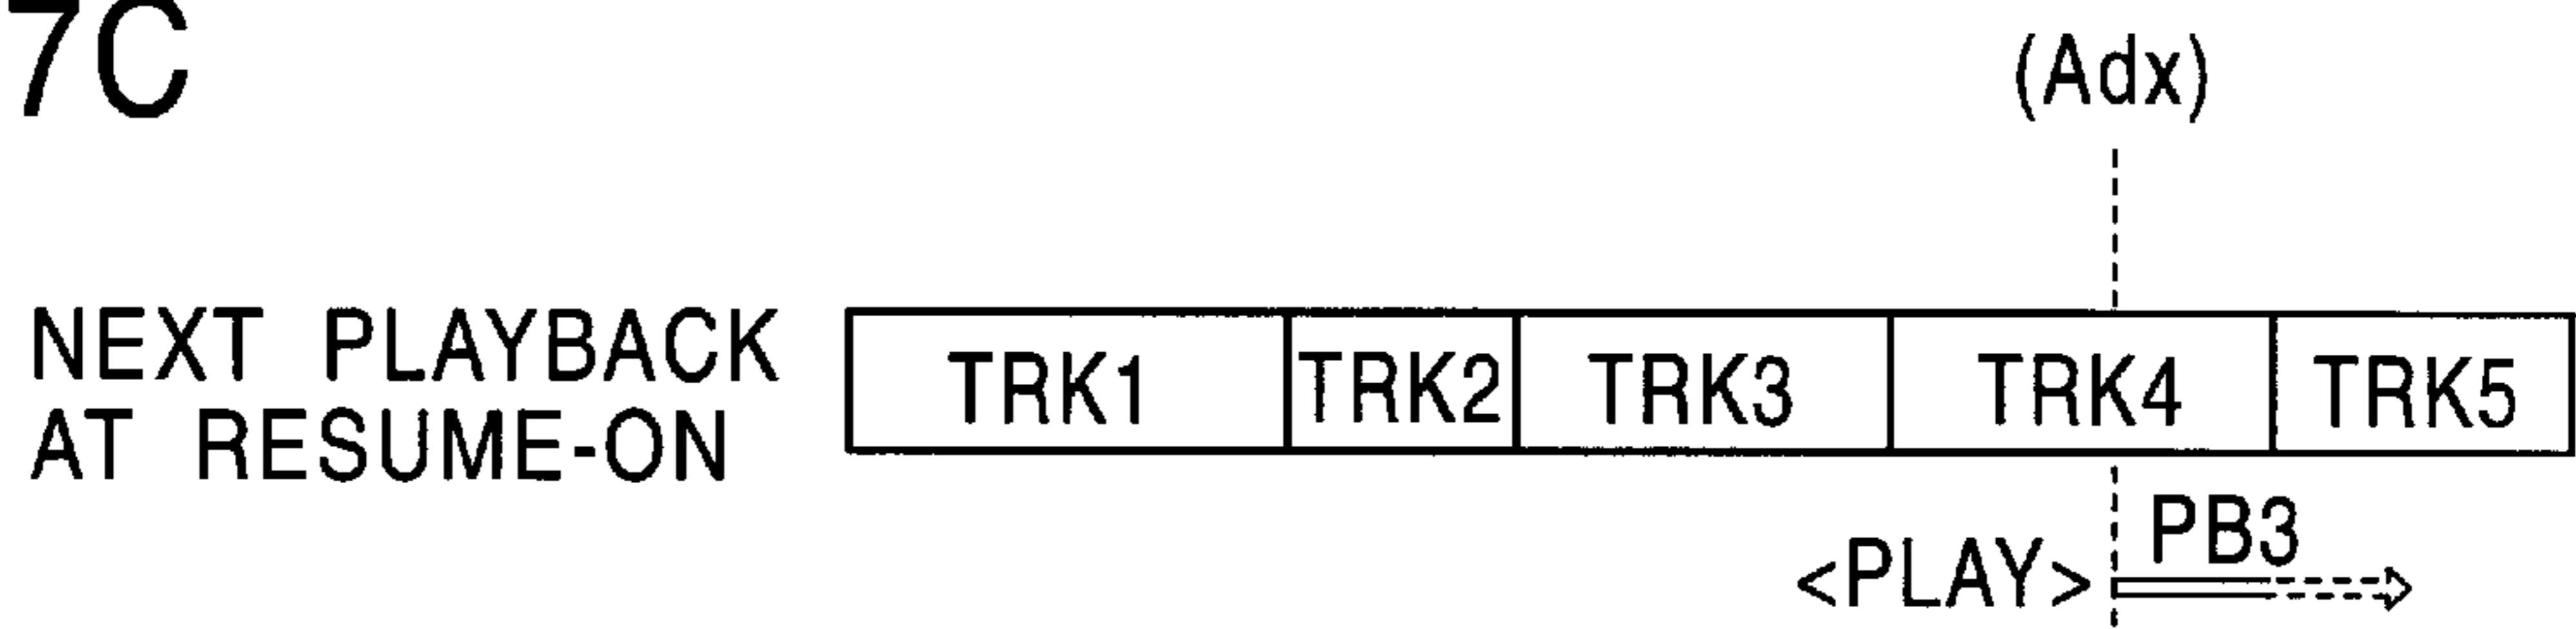 7C
(Adx)
NEXT PLAYBACK
AT RESUME-ON
TRK1 TRK2 TRK3 TRK4 TRK5
<PLAY> PB3